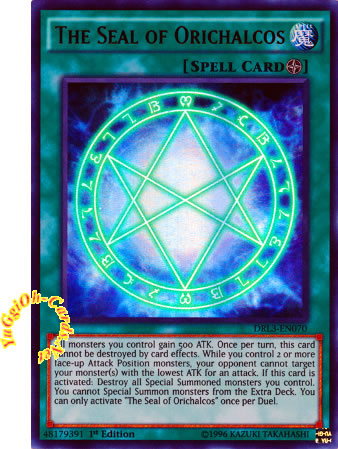 THE SEAL OF ORICHALCOS
[SPELL CARD]
DRL3-EN070
All monsters you control gain 500 ATK. Once per turn, this card
cannot be destroyed by card effects. While you control 2 or more
face-up Attack Position monsters, your opponent cannot target
your monster(s) with the lowest ATK for an attack. If this card is
activated: Destroy all Special Summoned monsters you control.
You cannot Special Summon monsters from the Extra Deck. You
can only activate "The Seal of Orichalcos" once per Duel.
48179391 1st Edition
©1996 KAZUKI TAKAHASHI